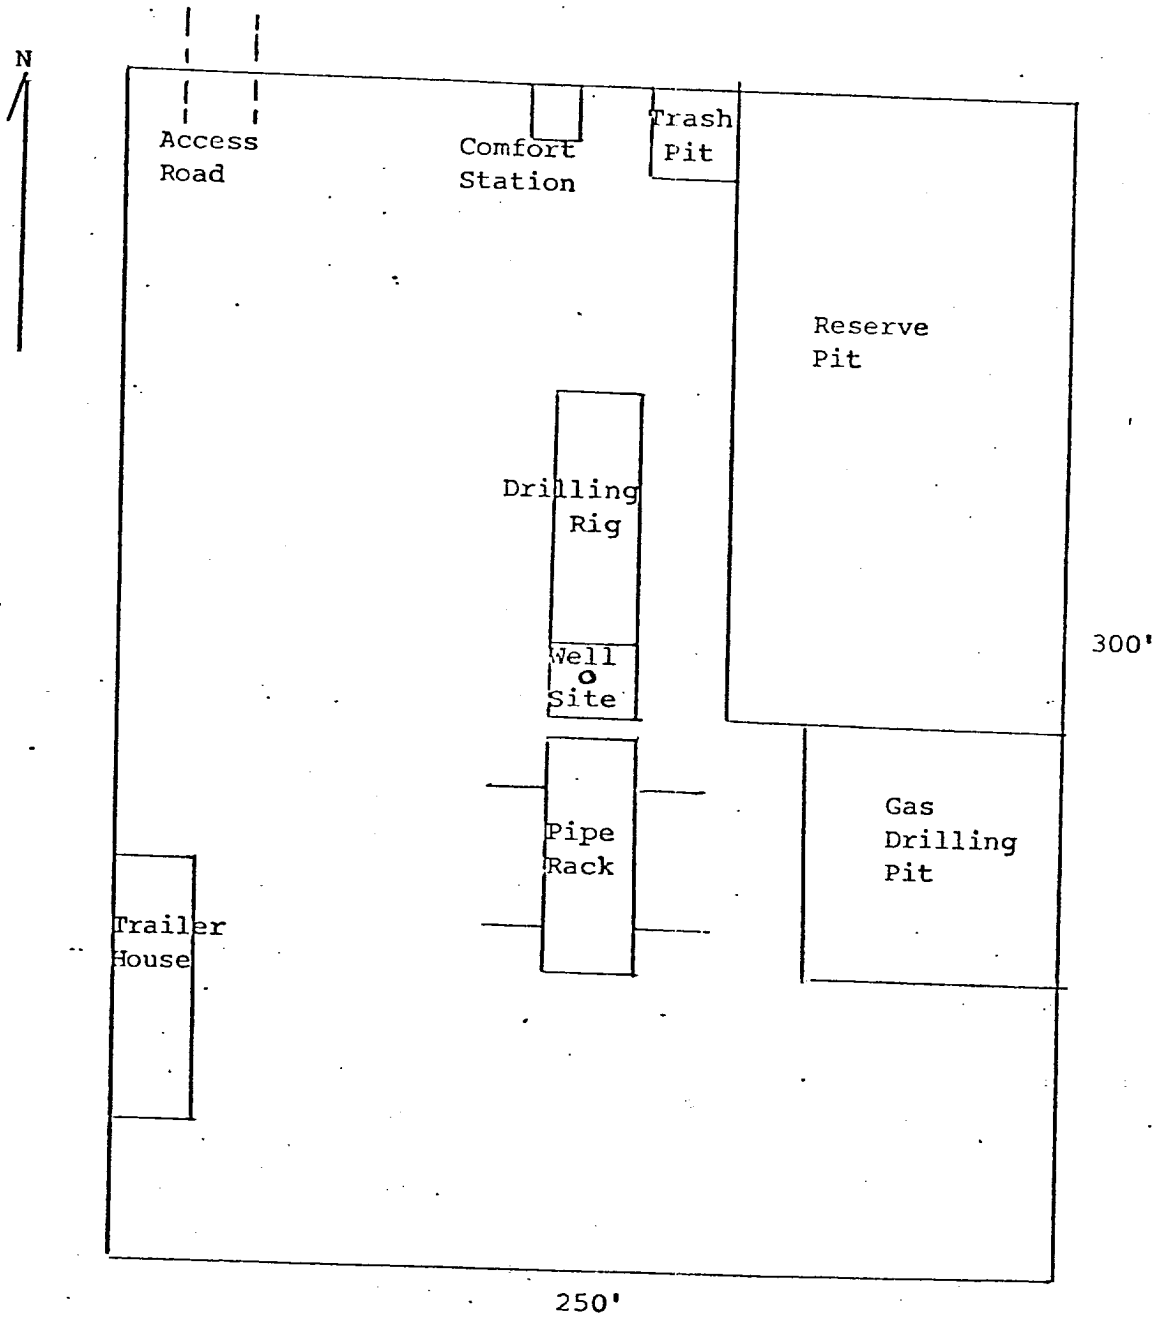 N
Access
Road
Comfort
Station
Trash
Pit
Reserve
Pit
Drilling
Rig
300'
Well
Site
Gas
Drilling
Pit
Pipe
Rack
Trailer
House
250'